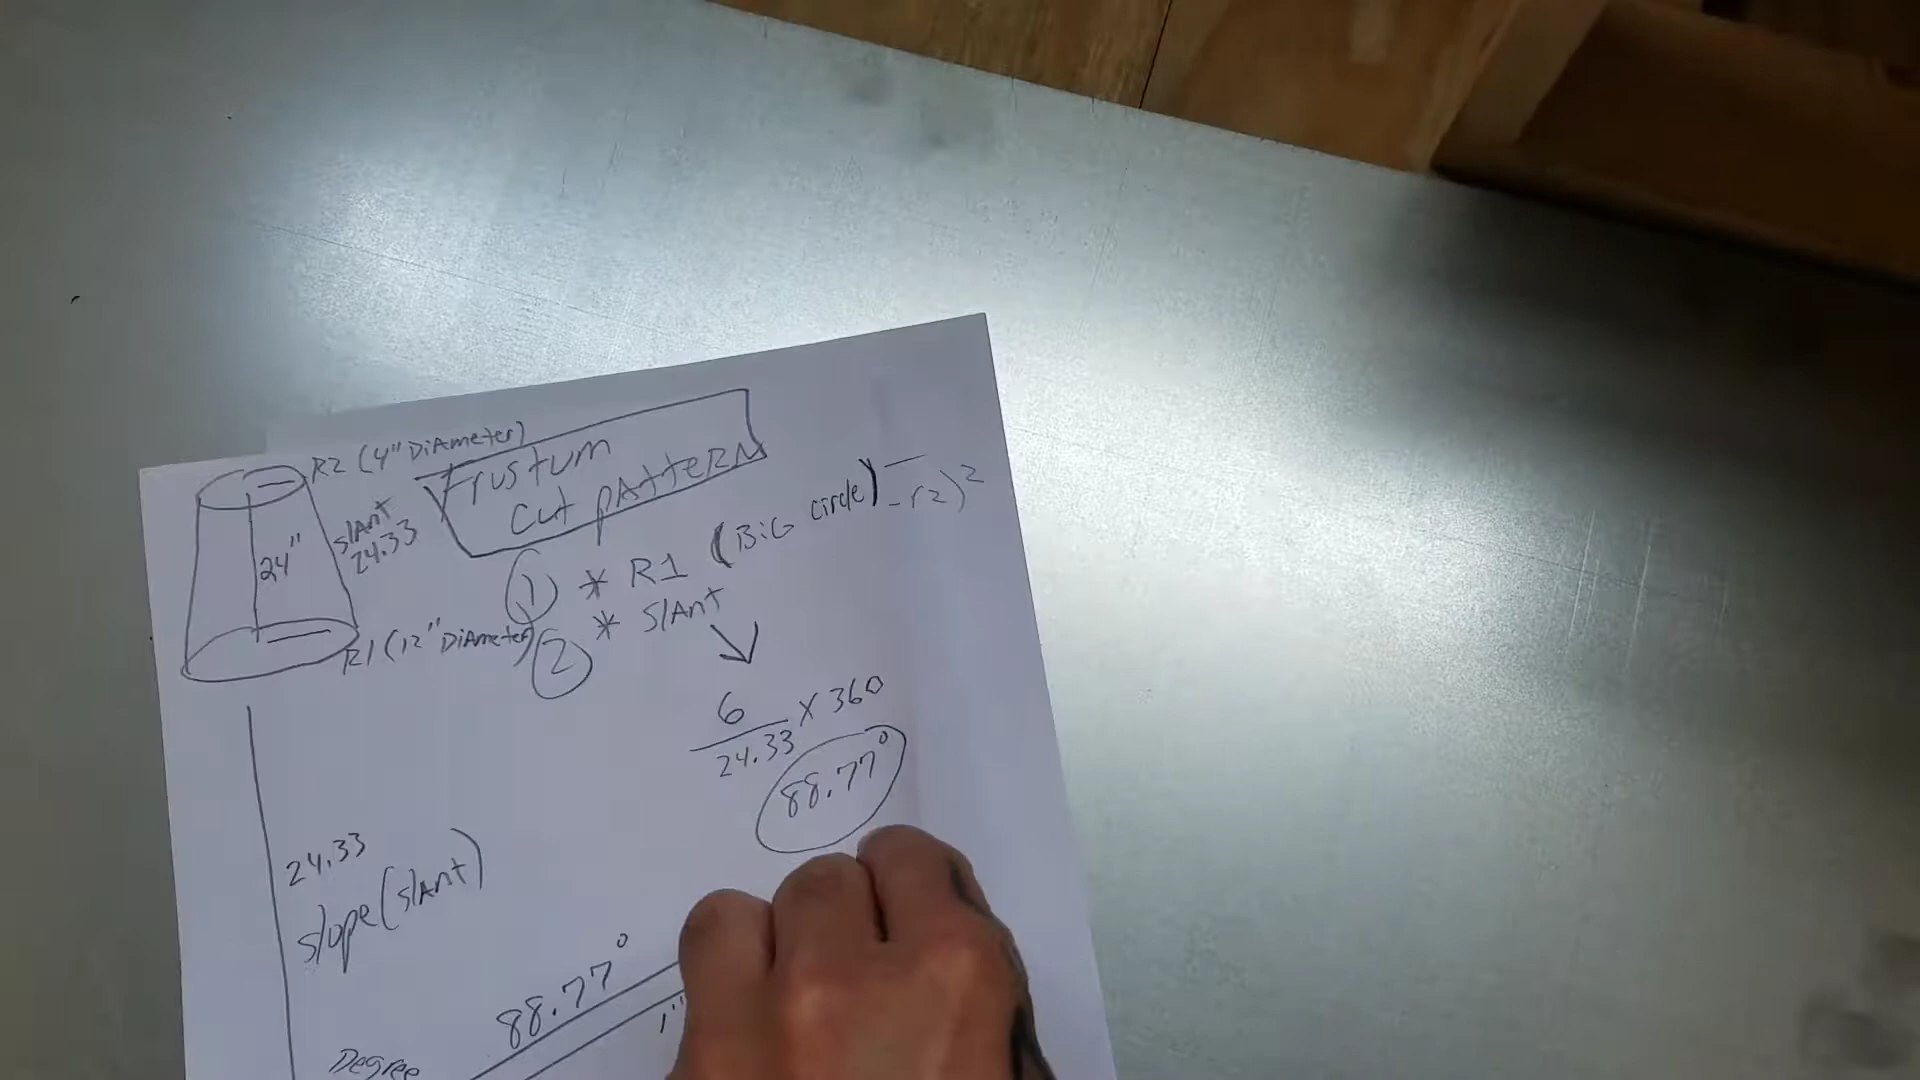 R2 (4" DiAmeter)
Frustum
Cut pAtteRN
24"
slAnt
24.33
R1 (12" DiAmeter)
1 * R1 (BiG circle)
- r2)²
2 * SlAnt
6
24.33 X 360
88.77°
24.33
slope (slAnt)
88.77°
1"
Degree